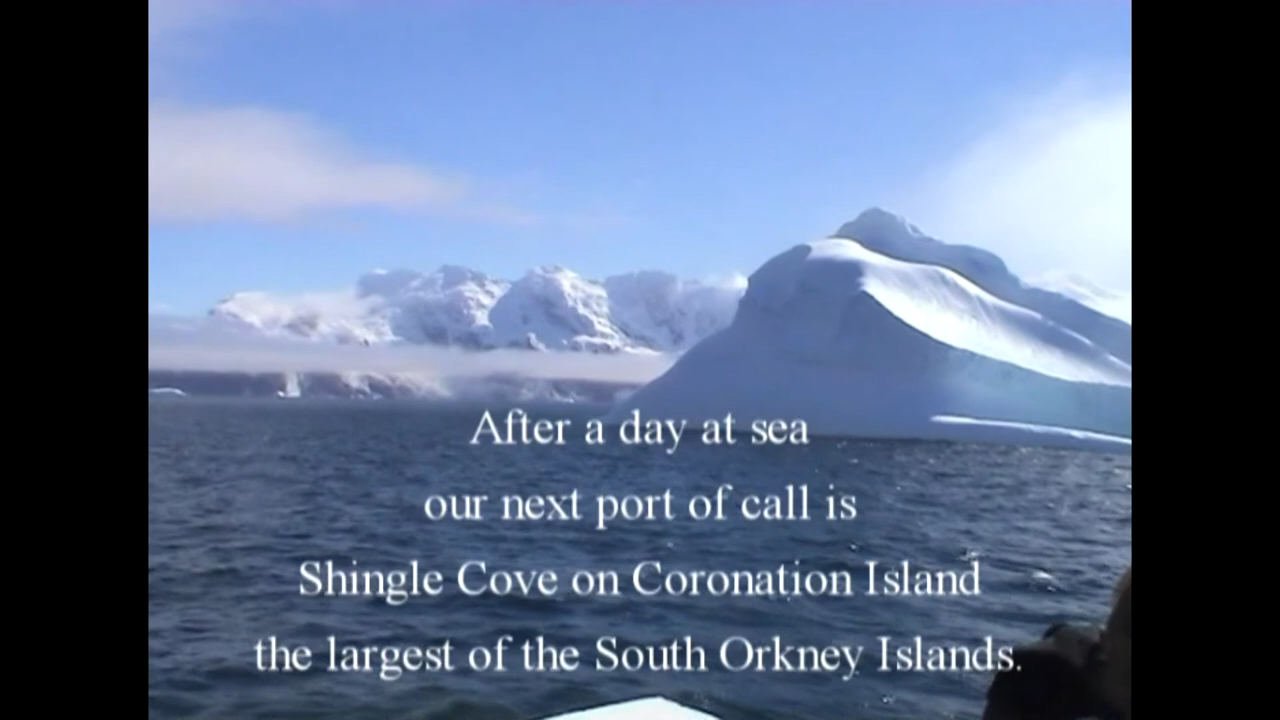 After a day at sea
our next port of call is
Shingle Cove on Coronation Island
the largest of the South Orkney Islands.